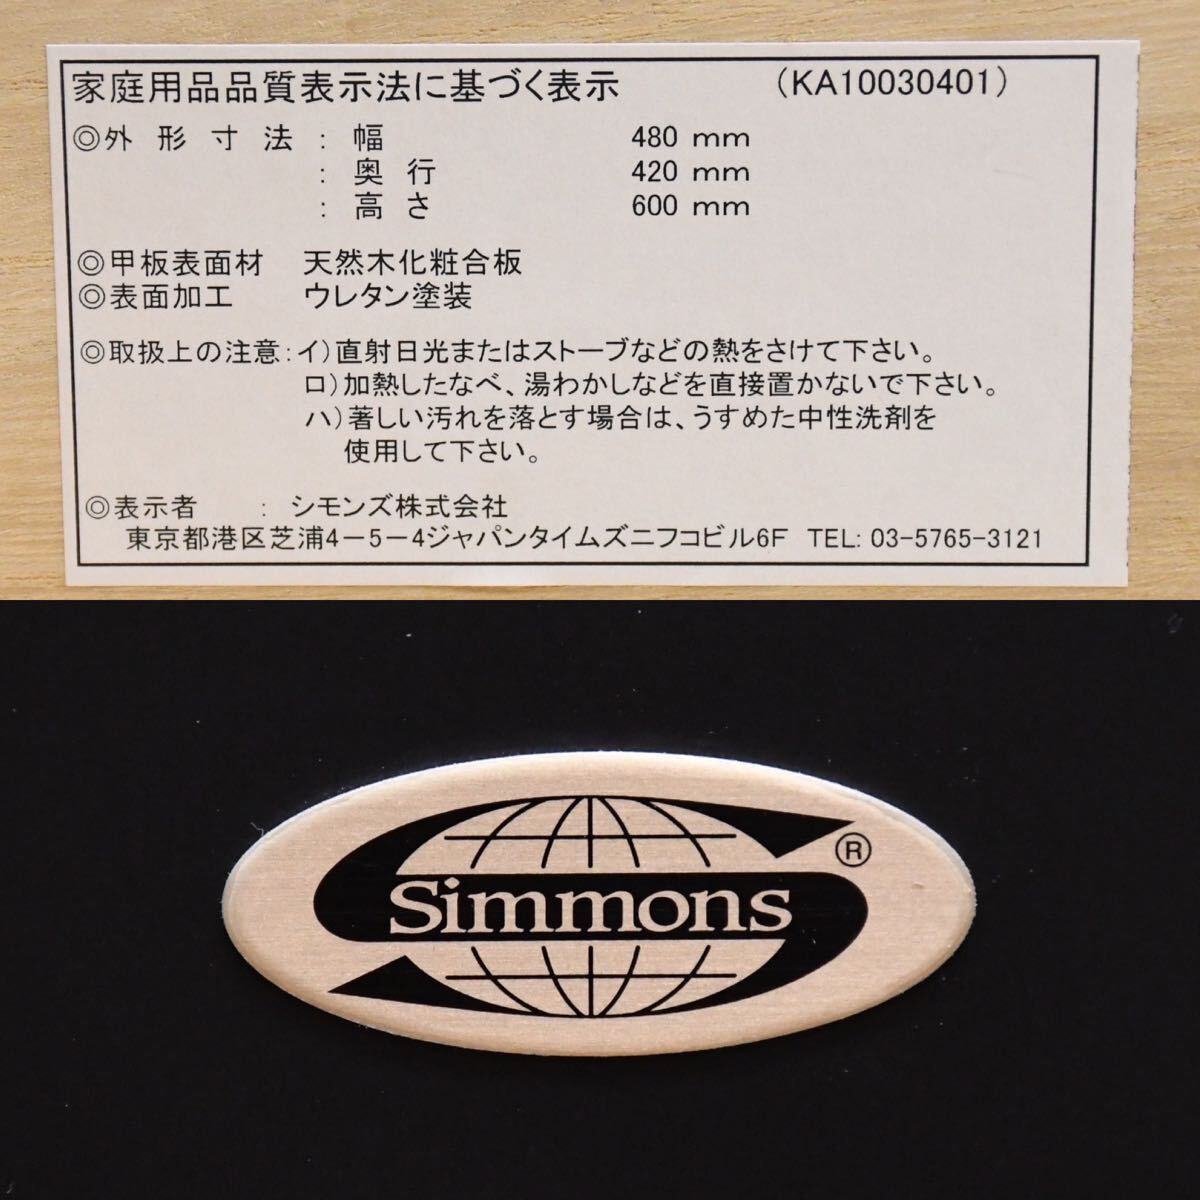 家庭用品品質表示法に基づく表示 (KA10030401)
◎外形寸法 : 幅 480 mm
: 奥行 420 mm
: 高さ 600 mm
◎甲板表面材 天然木化粧合板
◎表面加工 ウレタン塗装
◎取扱上の注意:イ)直射日光またはストーブなどの熱をさけて下さい。
ロ)加熱したなべ、湯わかしなどを直接置かないで下さい。
ハ)著しい汚れを落とす場合は、うすめた中性洗剤を
使用して下さい。
◎表示者 : シモンズ株式会社
東京都港区芝浦4-5-4ジャパンタイムズニフコビル6F TEL: 03-5765-3121
Simmons ®